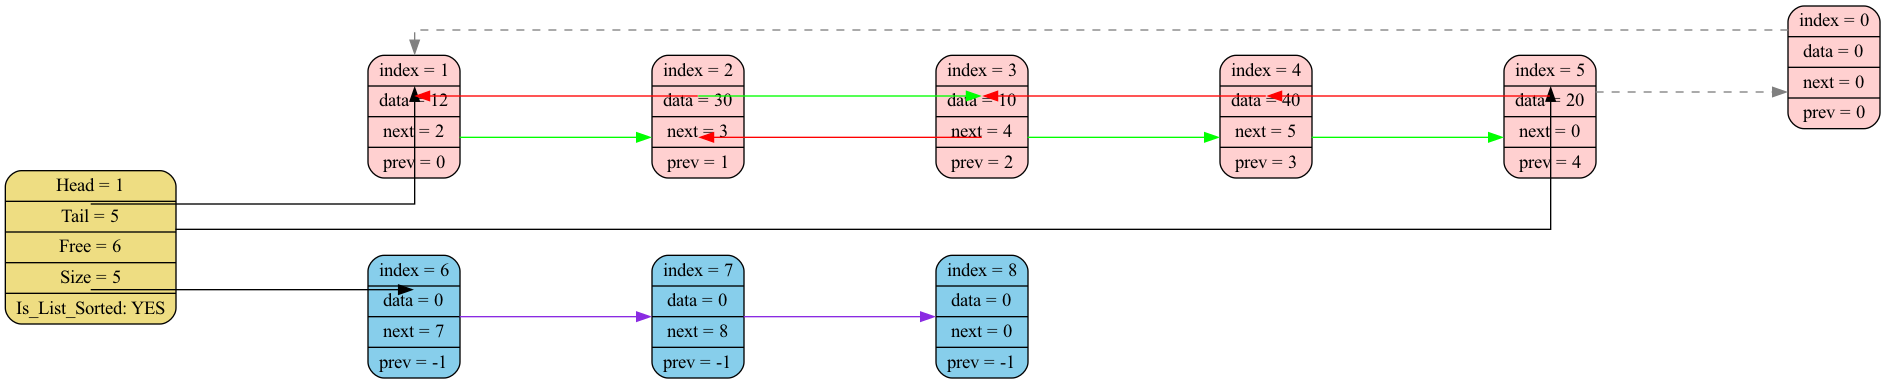 index = 0
data = 0
next = 0
prev = 0
index = 1
data = 12
next = 2
prev = 0
index = 2
data = 30
next = 3
prev = 1
index = 3
data = 10
next = 4
prev = 2
index = 4
data = 40
next = 5
prev = 3
index = 5
data = 20
next = 0
prev = 4
Head = 1
Tail = 5
Free = 6
Size = 5
Is_List_Sorted: YES
index = 6
data = 0
next = 7
prev = -1
index = 7
data = 0
next = 8
prev = -1
index = 8
data = 0
next = 0
prev = -1